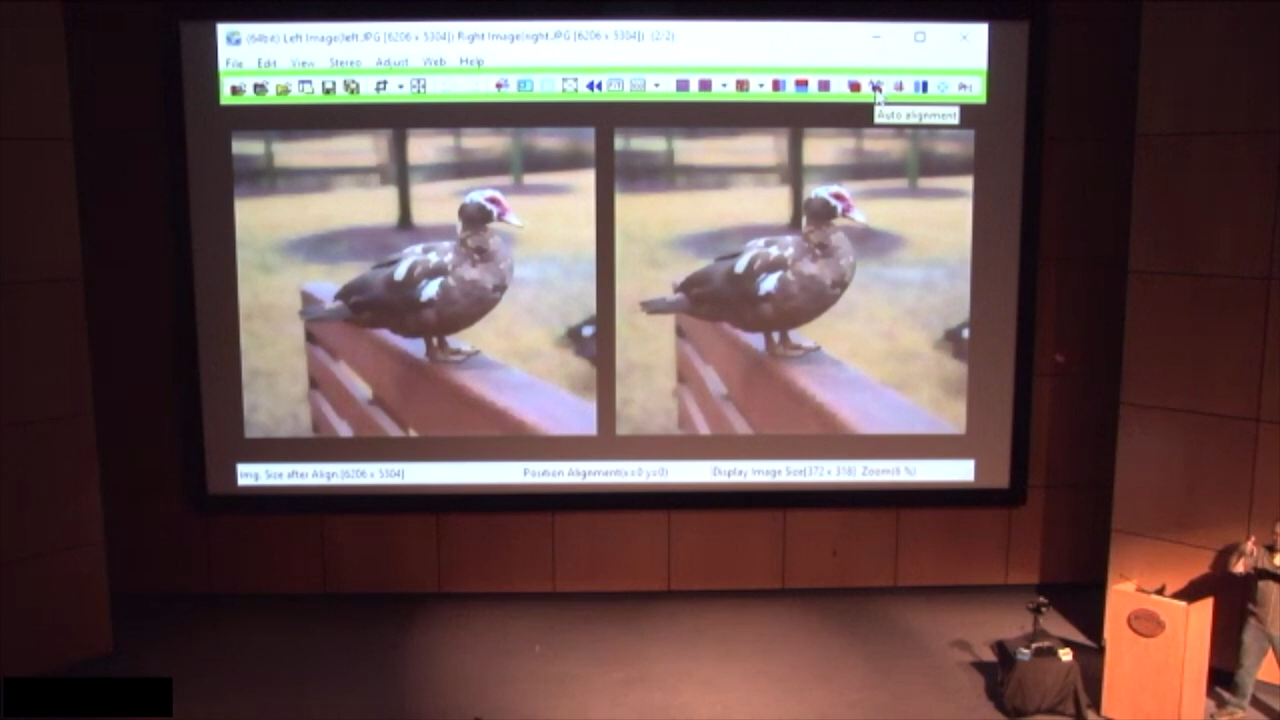 (64bit) Left Image(left.JPG [6206 x 5304]) Right Image(right.JPG [6206 x 5304]) (2/2)
File Edit View Stereo Adjust Web Help
Auto alignment
Img. Size after Align.[6206 x 5304] Position Alignment(x:0 y:0) Display Image Size[372 x 318] Zoom(6 %)